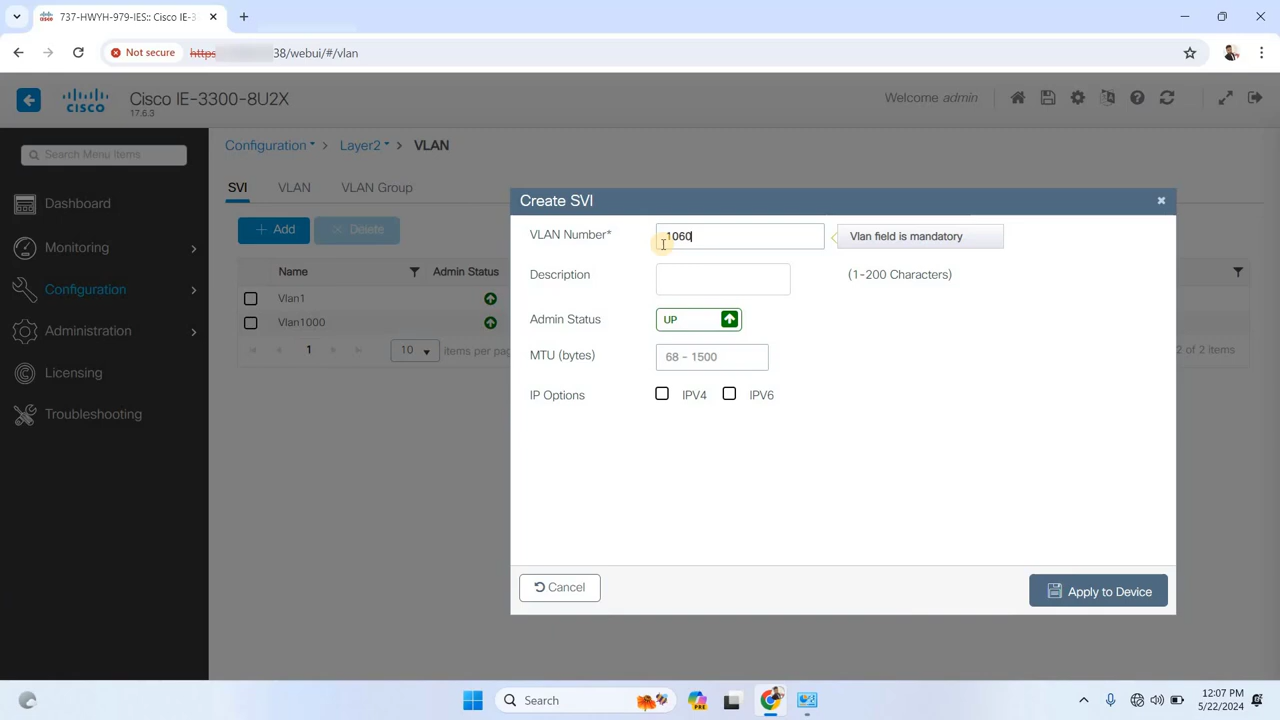 737-HWYH-979-IES:: Cisco IE-3
Not secure
https
38/webui/#/vlan
CISCO
Cisco IE-3300-8U2X
17.6.3
Welcome admin
Search Menu Items
Dashboard
Monitoring
Configuration
Administration
Licensing
Troubleshooting
Configuration > Layer2 > VLAN
SVI VLAN VLAN Group
+ Add × Delete
Name Admin Status
Vlan1
Vlan1000
1 10 items per pag
2 of 2 items
Create SVI
VLAN Number* 1060 Vlan field is mandatory
Description (1-200 Characters)
Admin Status UP
MTU (bytes) 68 - 1500
IP Options IPV4 IPV6
Cancel Apply to Device
Search
PRE
12:07 PM
5/22/2024